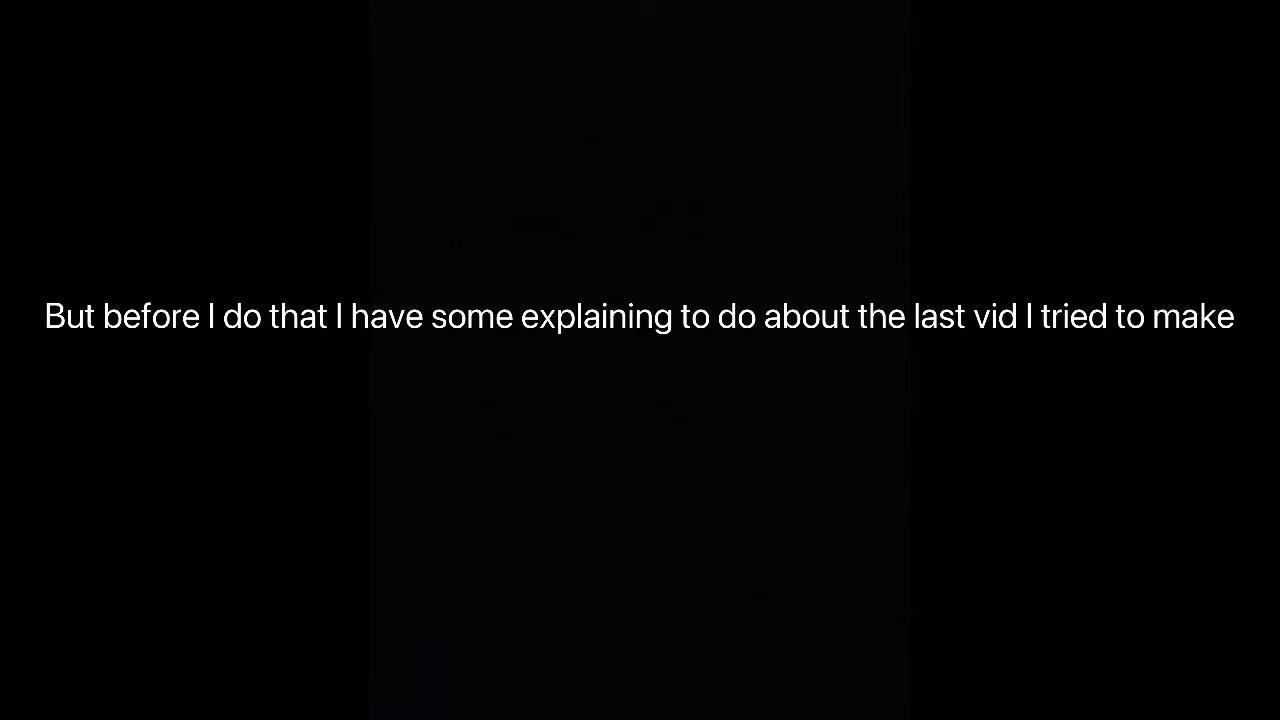 But before I do that I have some explaining to do about the last vid I tried to make